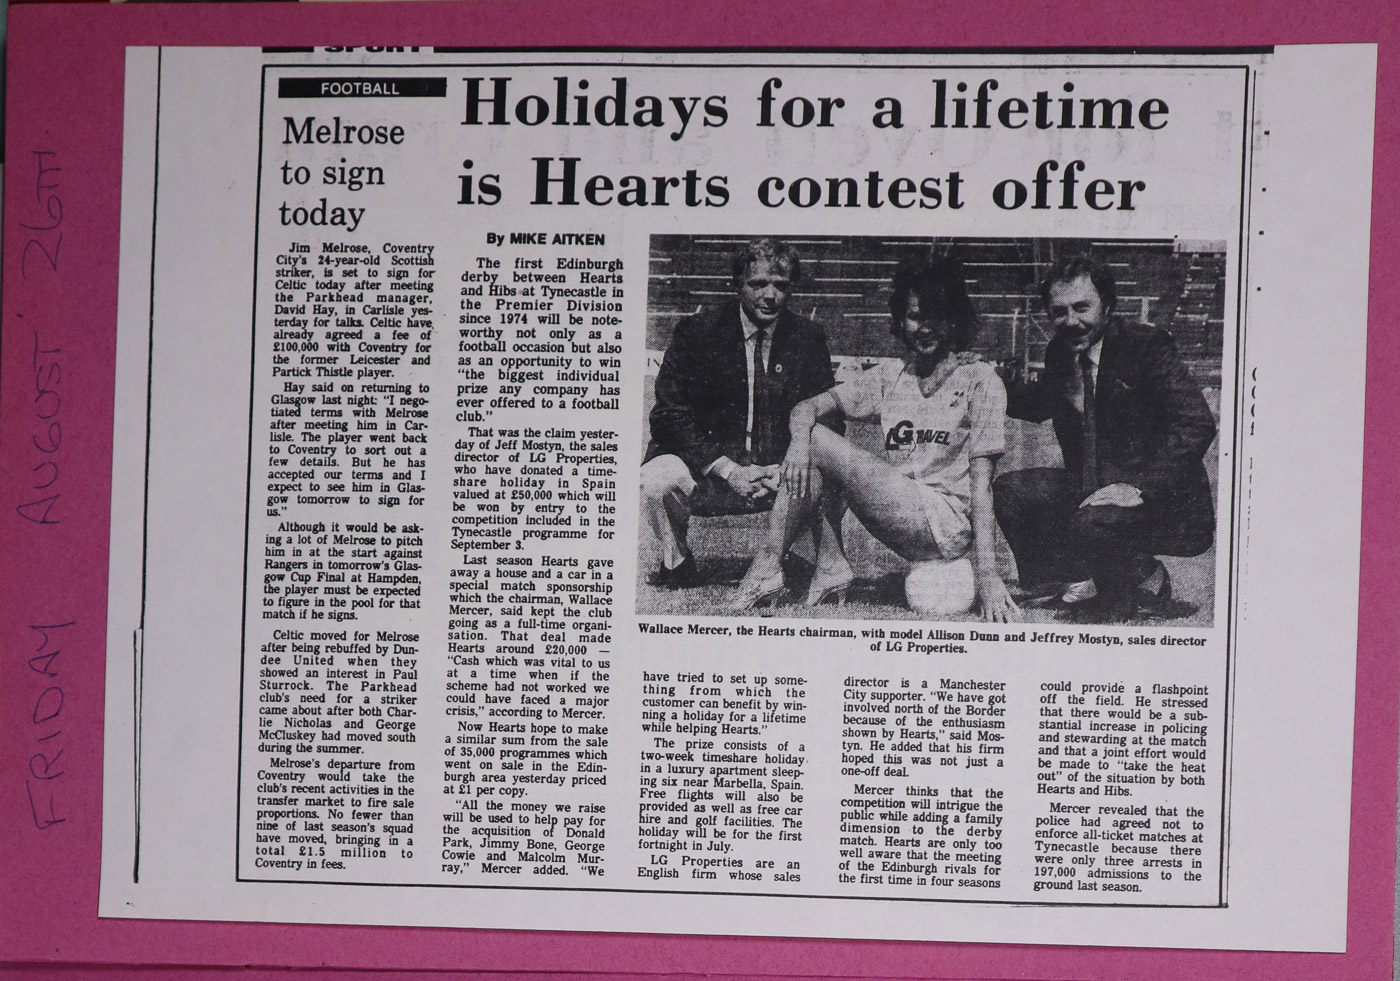 FRIDAY AUGUST 26TH
SPORT
FOOTBALL
Melrose
to sign
today
Jim Melrose, Coventry
City's 24-year-old Scottish
striker, is set to sign for
Celtic today after meeting
the Parkhead manager,
David Hay, in Carlisle yes-
terday for talks. Celtic have
already agreed a fee of
£100,000 with Coventry for
the former Leicester and
Partick Thistle player.
Hay said on returning to
Glasgow last night: "I nego-
tiated terms with Melrose
after meeting him in Car-
lisle. The player went back
to Coventry to sort out a
few details. But he has
accepted our terms and I
expect to see him in Glas-
gow tomorrow to sign for
us."
Although it would be ask-
ing a lot of Melrose to pitch
him in at the start against
Rangers in tomorrow's Glas-
gow Cup Final at Hampden,
the player must be expected
to figure in the pool for that
match if he signs.
Celtic moved for Melrose
after being rebuffed by Dun-
dee United when they
showed an interest in Paul
Sturrock. The Parkhead
club's need for a striker
came about after both Char-
lie Nicholas and George
McCluskey had moved south
during the summer.
Melrose's departure from
Coventry would take the
club's recent activities in the
transfer market to fire sale
proportions. No fewer than
nine of last season's squad
have moved, bringing in a
total £1.5 million to
Coventry in fees.
Holidays for a lifetime
is Hearts contest offer
By MIKE AITKEN
The first Edinburgh
derby between Hearts
and Hibs at Tynecastle in
the Premier Division
since 1974 will be note-
worthy not only as a
football occasion but also
as an opportunity to win
"the biggest individual
prize any company has
ever offered to a football
club."
That was the claim yester-
day of Jeff Mostyn, the sales
director of LG Properties,
who have donated a time-
share holiday in Spain
valued at £50,000 which will
be won by entry to the
competition included in the
Tynecastle programme for
September 3.
Last season Hearts gave
away a house and a car in a
special match sponsorship
which the chairman, Wallace
Mercer, said kept the club
going as a full-time organi-
sation. That deal made
Hearts around £20,000 —
"Cash which was vital to us
at a time when if the
scheme had not worked we
could have faced a major
crisis," according to Mercer.
Now Hearts hope to make
a similar sum from the sale
of 35,000 programmes which
went on sale in the Edin-
burgh area yesterday priced
at £1 per copy.
"All the money we raise
will be used to help pay for
the acquisition of Donald
Park, Jimmy Bone, George
Cowie and Malcolm Mur-
ray," Mercer added. "We
LG TRAVEL
Wallace Mercer, the Hearts chairman, with model Allison Dunn and Jeffrey Mostyn, sales director
of LG Properties.
have tried to set up some-
thing from which the
customer can benefit by win-
ning a holiday for a lifetime
while helping Hearts."
The prize consists of a
two-week timeshare holiday
in a luxury apartment sleep-
ing six near Marbella, Spain.
Free flights will also be
provided as well as free car
hire and golf facilities. The
holiday will be for the first
fortnight in July.
LG Properties are an
English firm whose sales
director is a Manchester
City supporter. "We have got
involved north of the Border
because of the enthusiasm
shown by Hearts," said Mos-
tyn. He added that his firm
hoped this was not just a
one-off deal.
Mercer thinks that the
competition will intrigue the
public while adding a family
dimension to the derby
match. Hearts are only too
well aware that the meeting
of the Edinburgh rivals for
the first time in four seasons
could provide a flashpoint
off the field. He stressed
that there would be a sub-
stantial increase in policing
and stewarding at the match
and that a joint effort would
be made to "take the heat
out" of the situation by both
Hearts and Hibs.
Mercer revealed that the
police had agreed not to
enforce all-ticket matches at
Tynecastle because there
were only three arrests in
197,000 admissions to the
ground last season.